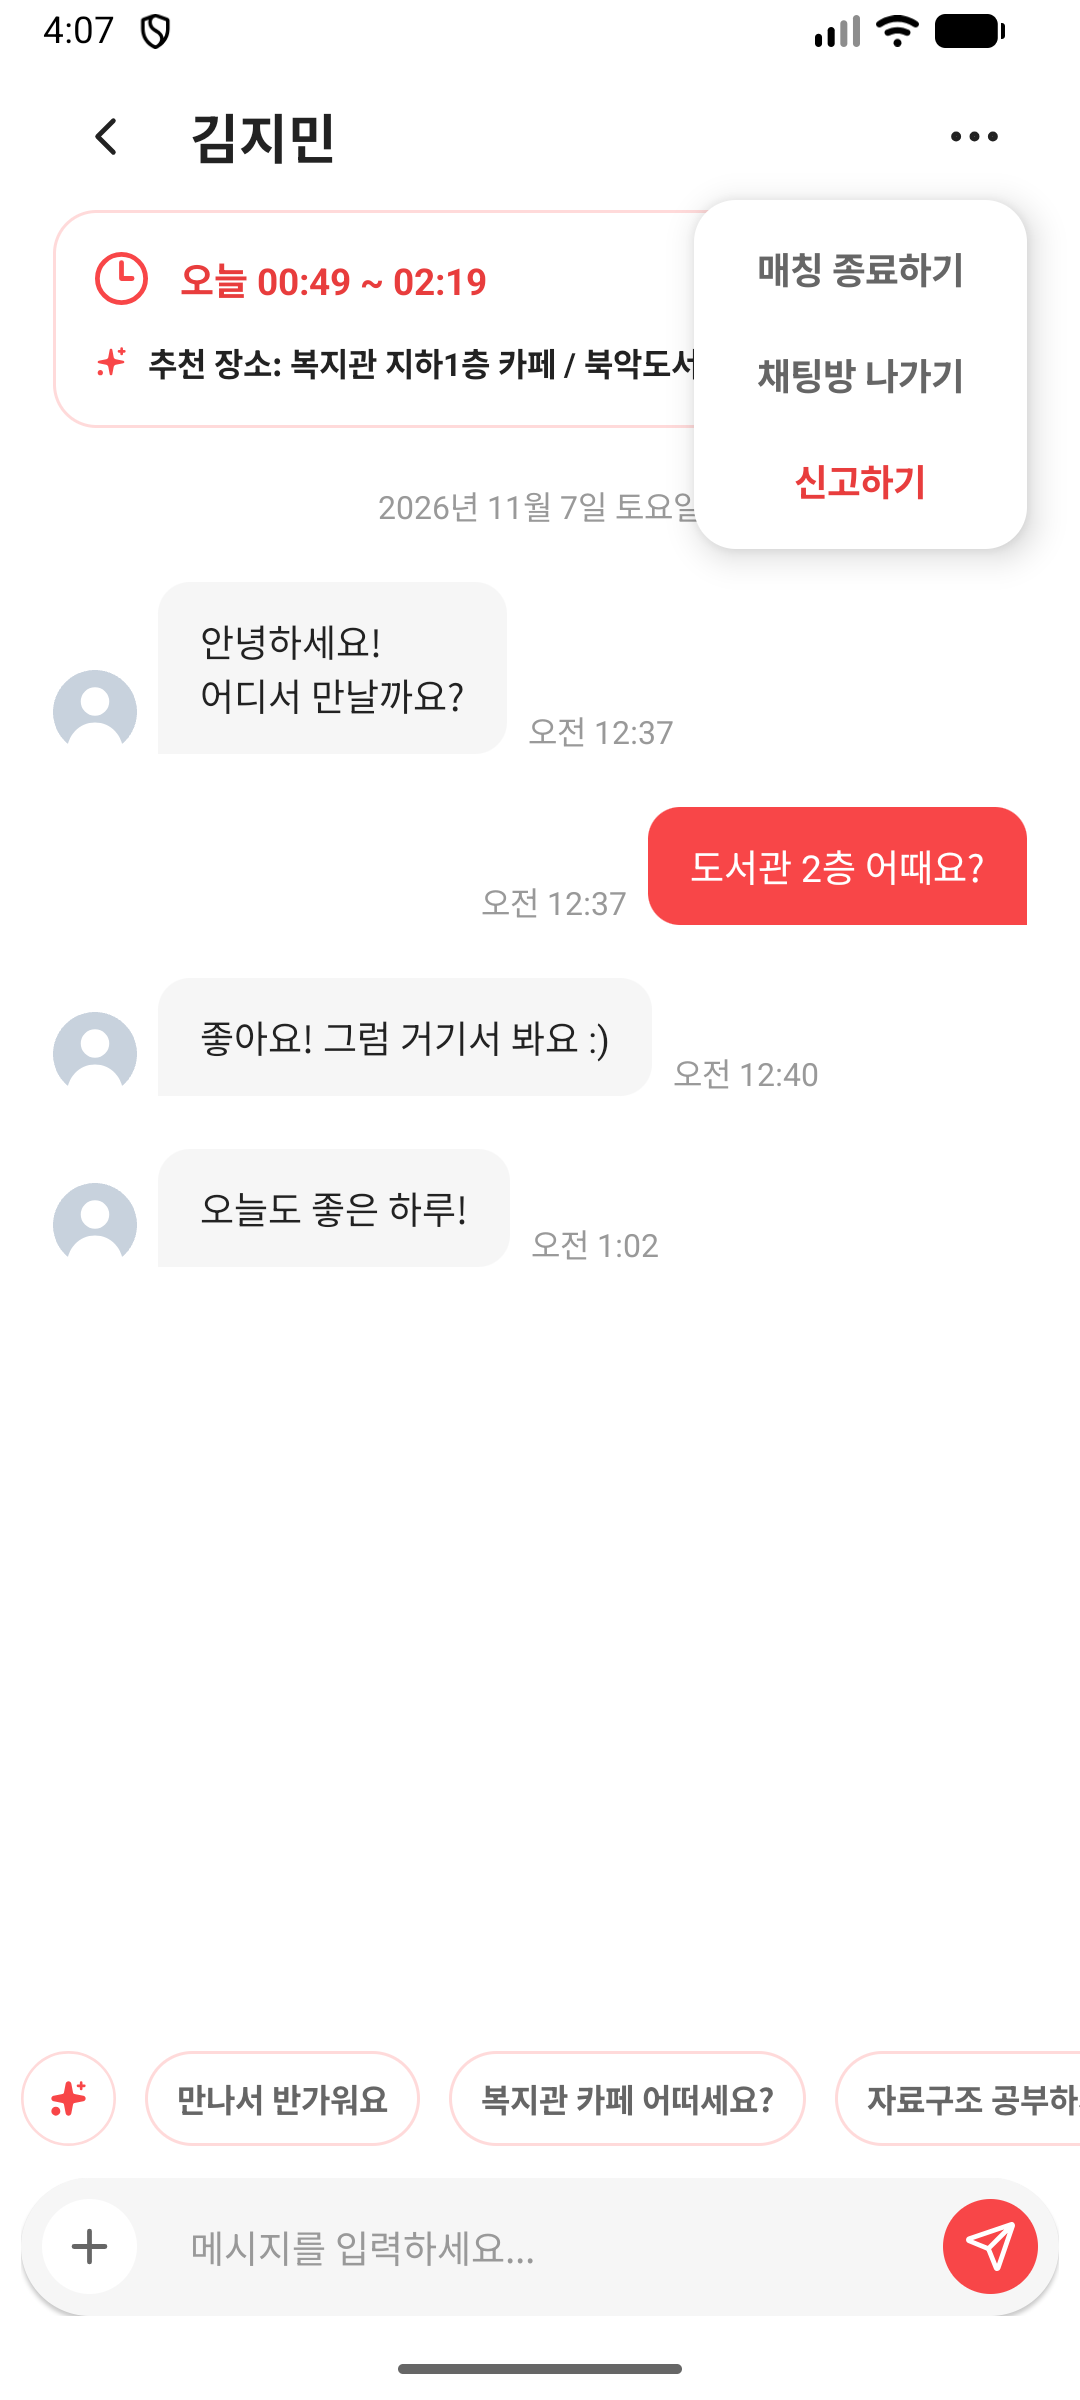 4:07
김지민
오늘 00:49 ~ 02:19
추천 장소: 복지관 지하1층 카페 / 북악도서
매칭 종료하기
채팅방 나가기
신고하기
2026년 11월 7일 토요일
안녕하세요!
어디서 만날까요?
오전 12:37
도서관 2층 어때요?
오전 12:37
좋아요! 그럼 거기서 봐요 :)
오전 12:40
오늘도 좋은 하루!
오전 1:02
만나서 반가워요
복지관 카페 어떠세요?
자료구조 공부하
메시지를 입력하세요...